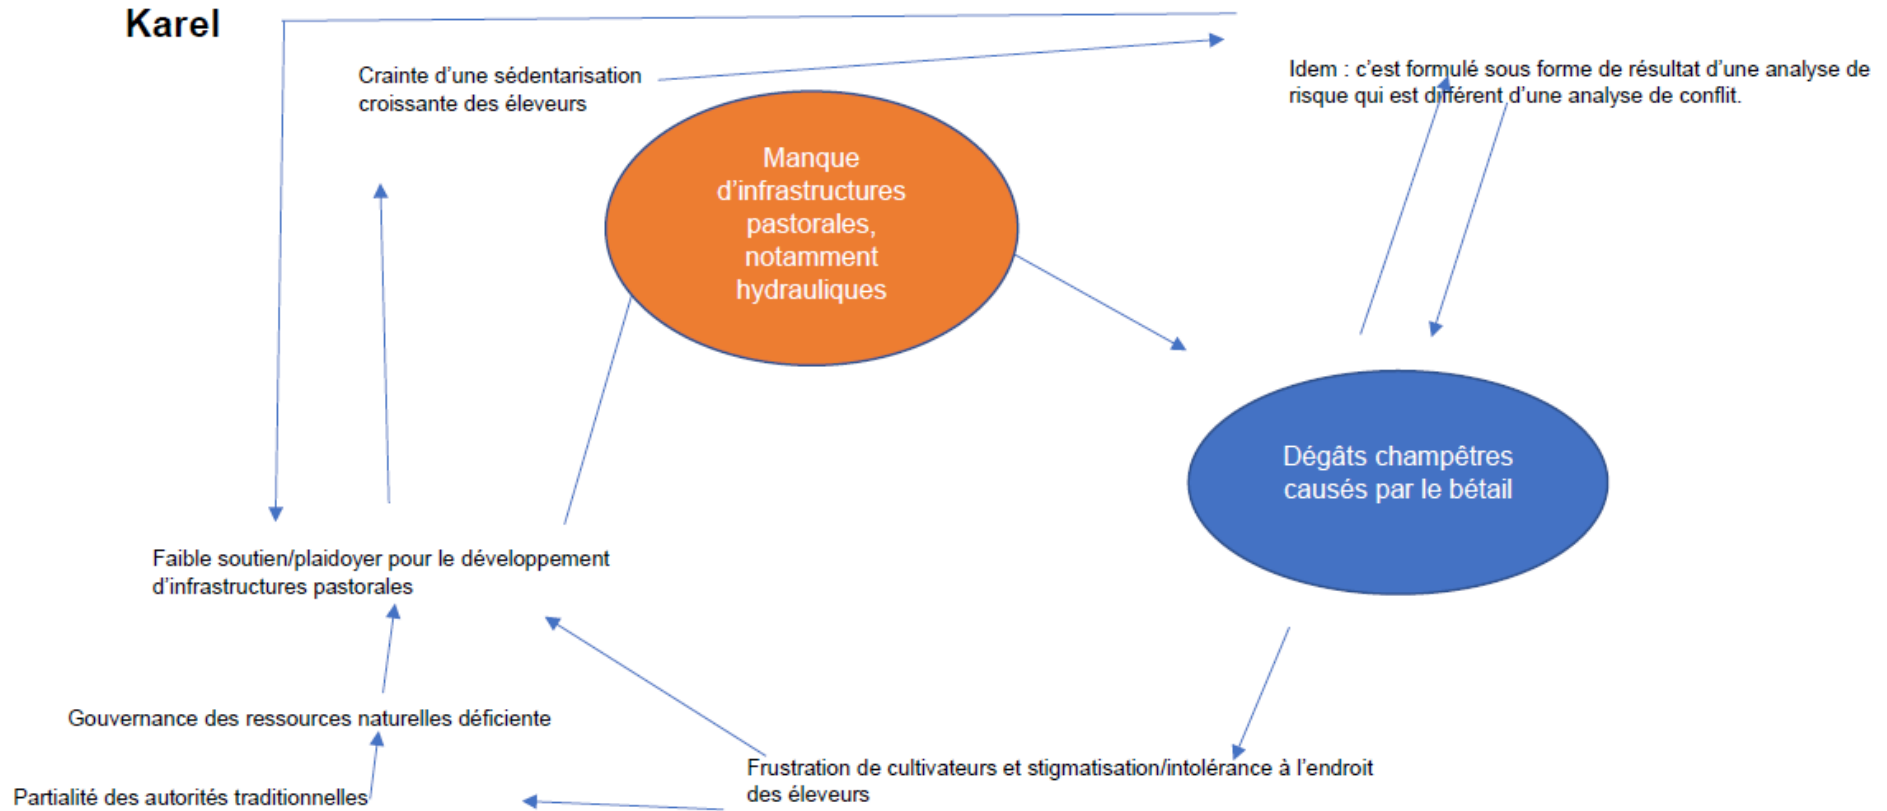 Karel
Crainte d’une sédentarisation
croissante des éleveurs
Idem : c’est formulé sous forme de résultat d’une analyse de
risque qui est différent d’une analyse de conflit.
Manque
d’infrastructures
pastorales,
notamment
hydrauliques
Dégâts champêtres
causés par le bétail
Faible soutien/plaidoyer pour le développement
d’infrastructures pastorales
Gouvernance des ressources naturelles déficiente
Frustration de cultivateurs et stigmatisation/intolérance à l’endroit
des éleveurs
Partialité des autorités traditionnelles